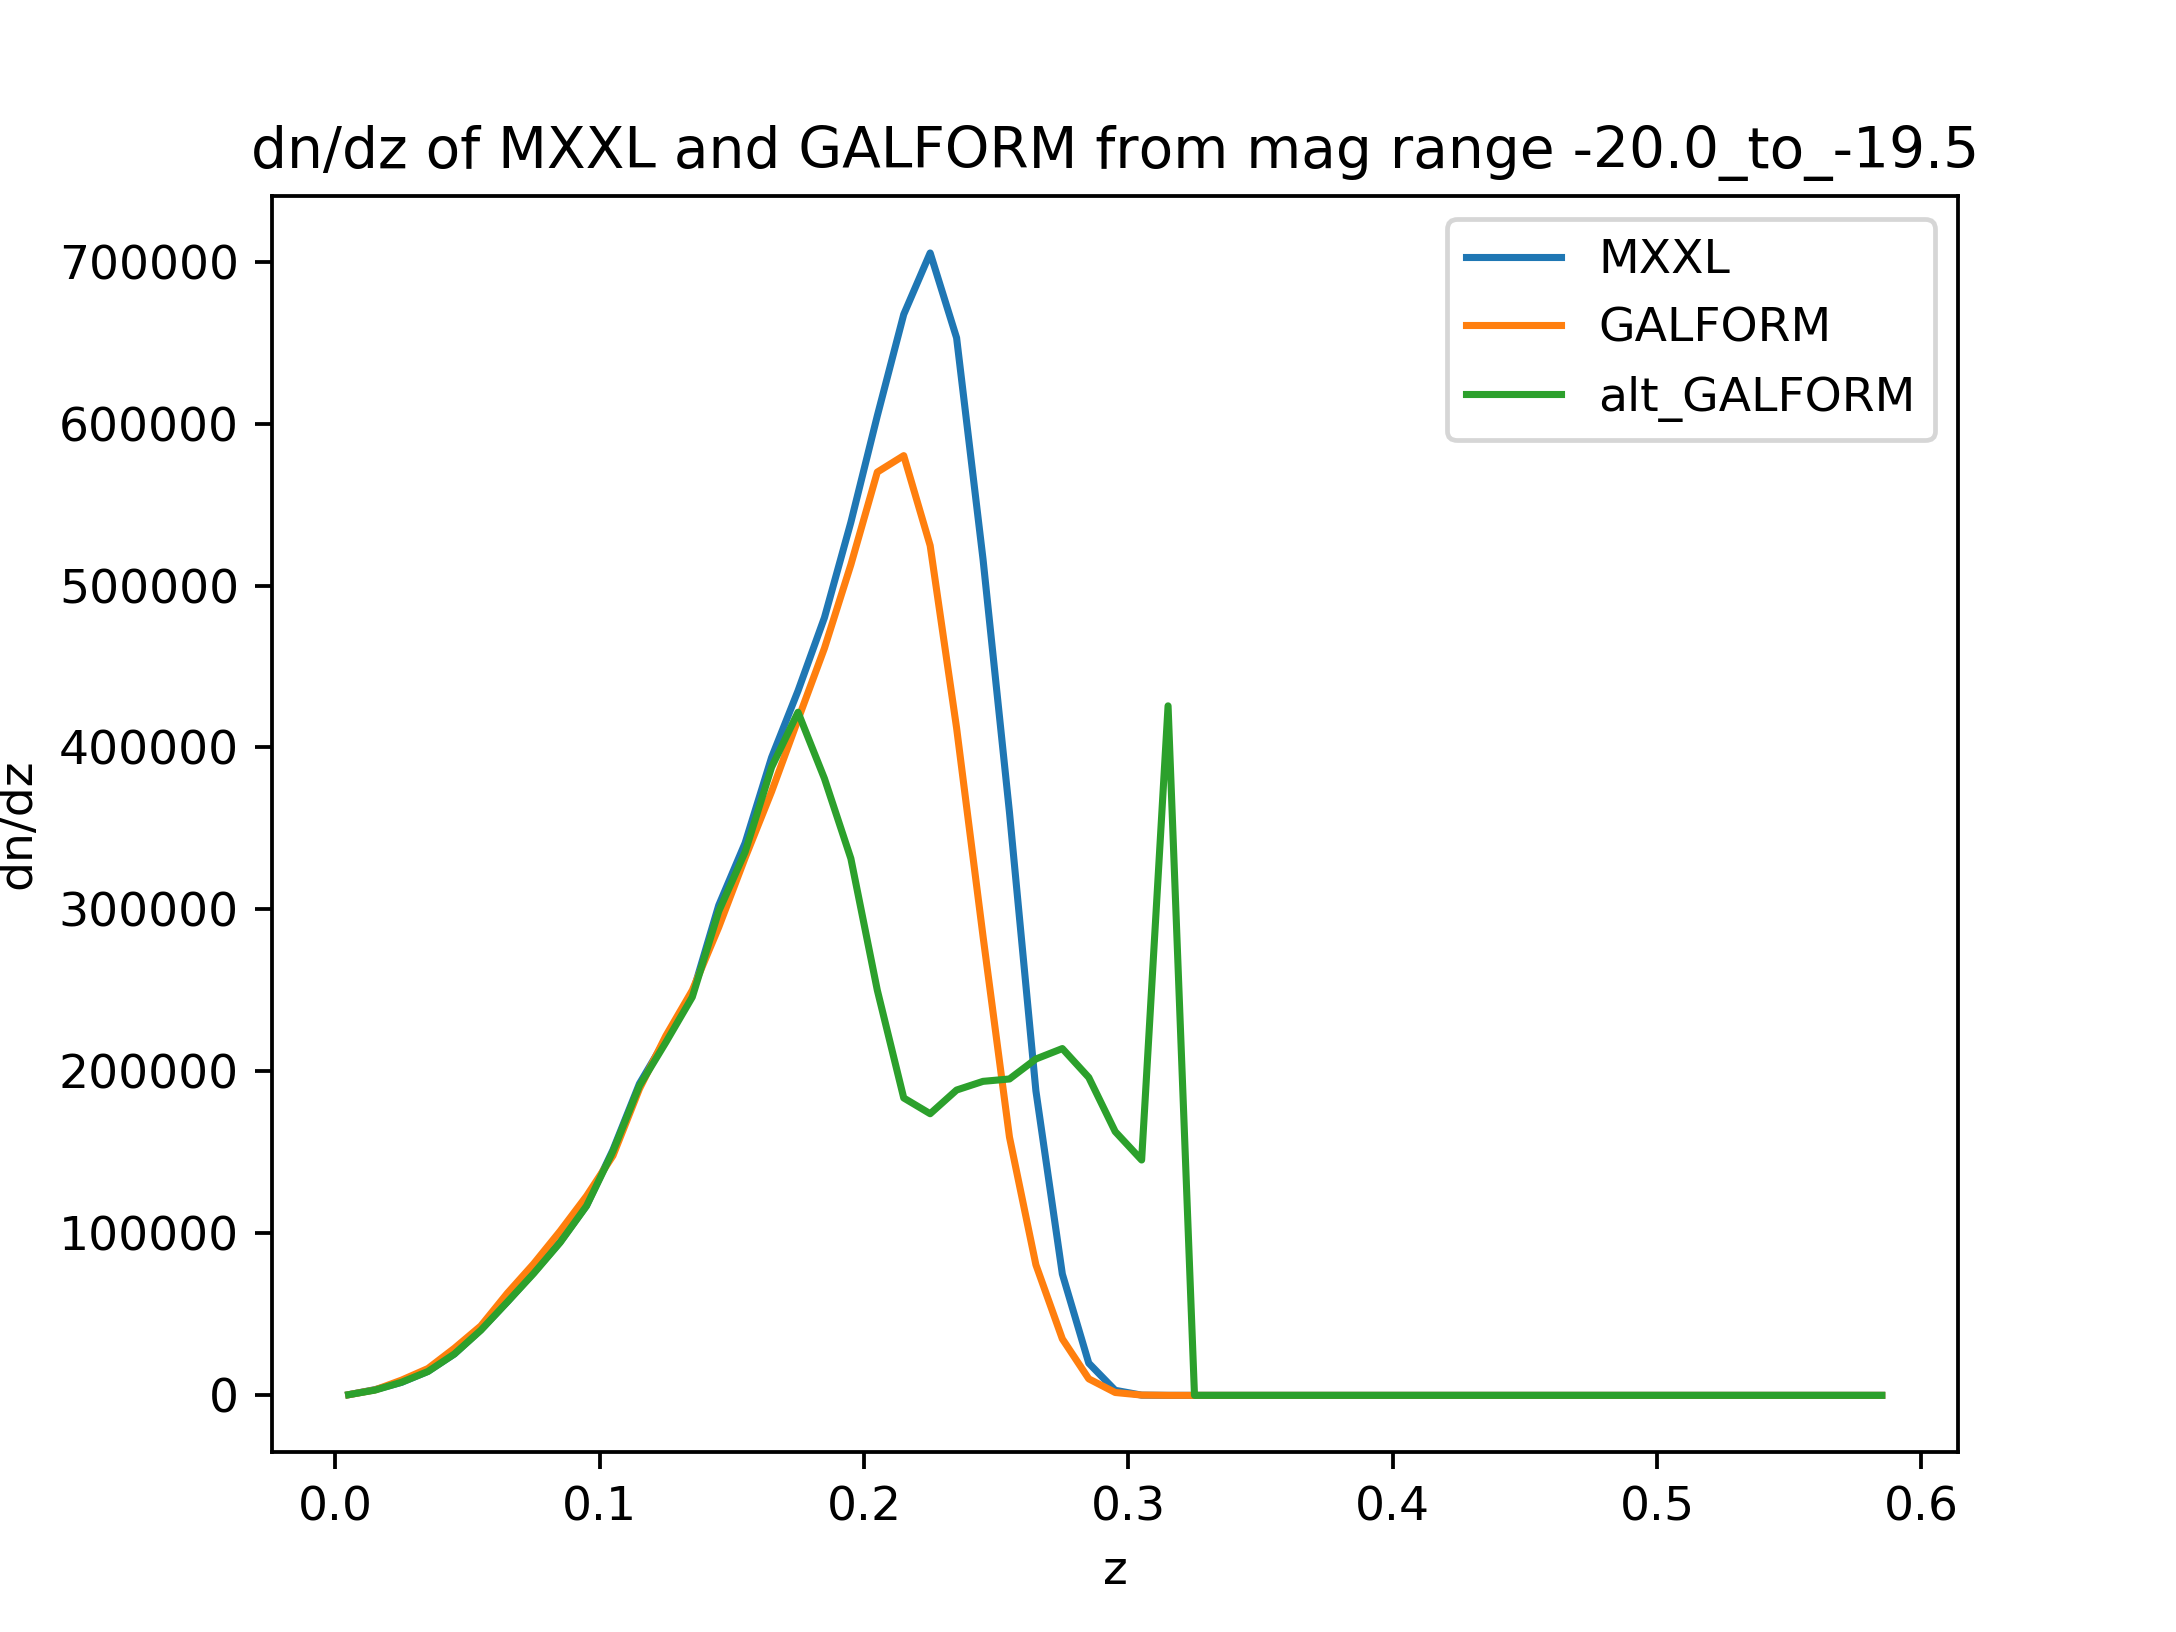 dn/dz of MXXL and GALFORM from mag range -20.0_to_-19.5
MXXL
GALFORM
alt_GALFORM
dn/dz
700000
600000
500000
400000
300000
200000
100000
0
0.0 0.1 0.2 0.3 0.4 0.5 0.6
z